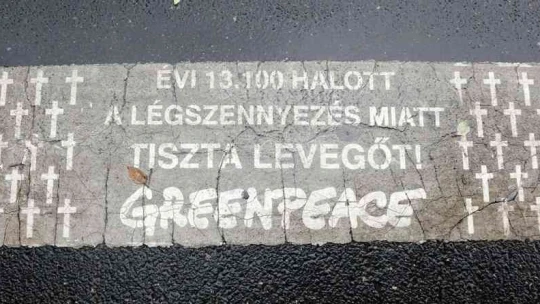 ÉVI 13.100 HALOTT
A LÉGSZENNYEZÉS MIATT
TISZTA LEVEGŐT!
GREENPEACE